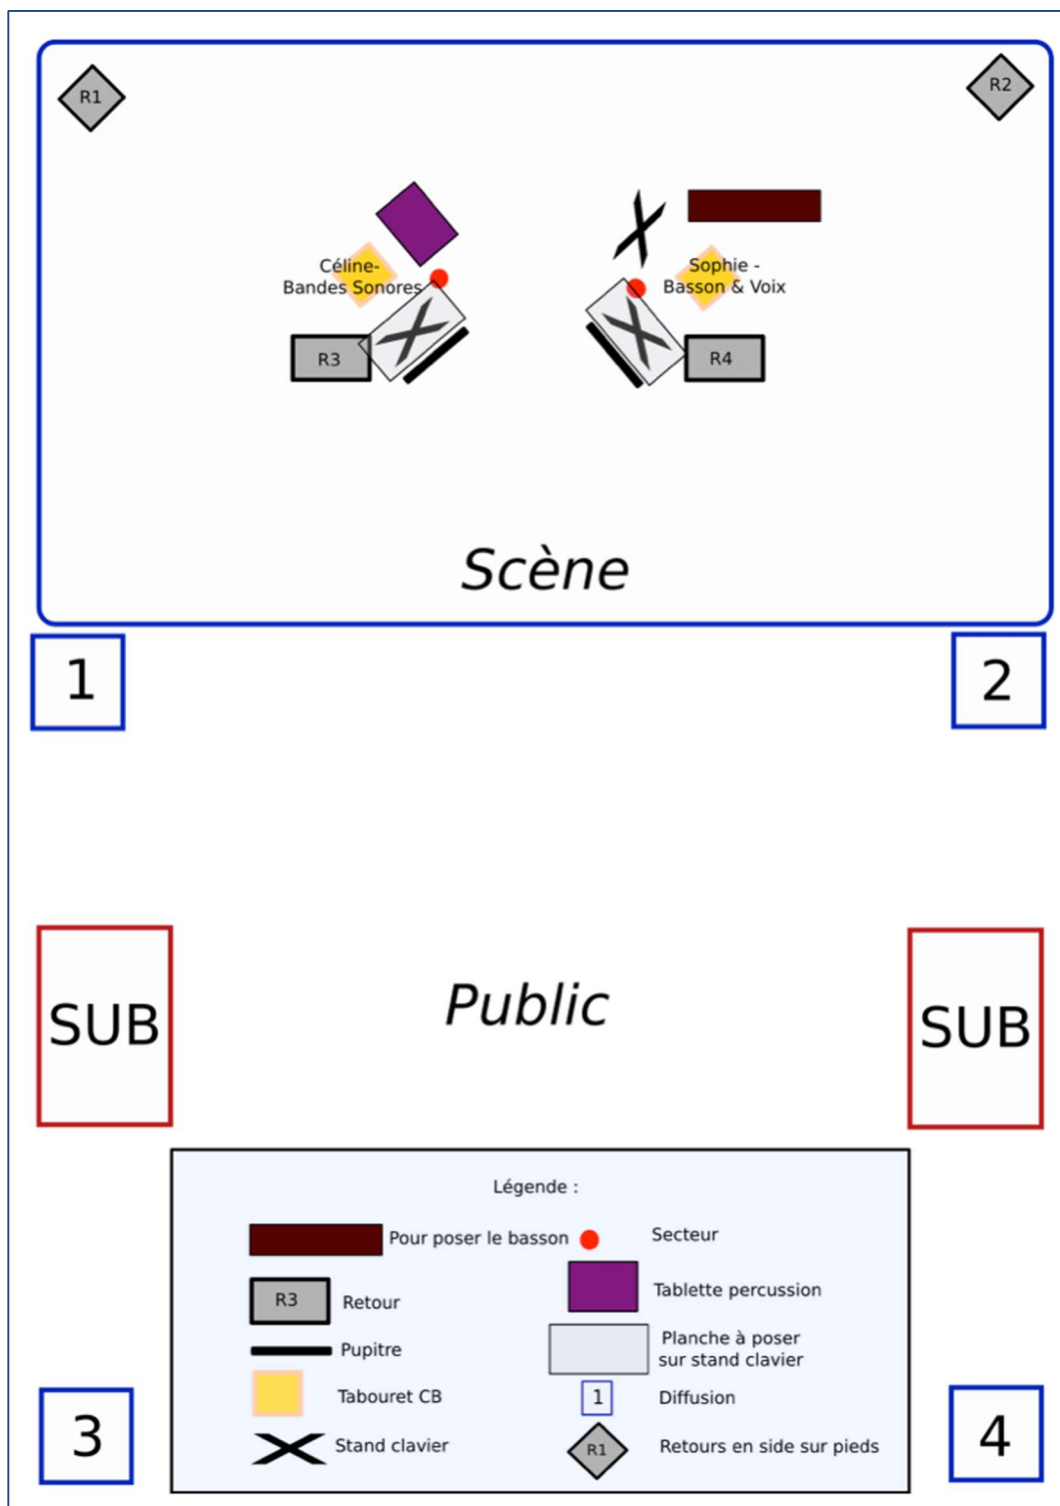 R1
R2
Céline-
Bandes Sonores
Sophie -
Basson & Voix
R3
R4
Scène
1
2
SUB
Public
SUB
Légende :
Pour poser le basson
Secteur
R3
Retour
Tablette percussion
Pupitre
Planche à poser
sur stand clavier
Tabouret CB
1
Diffusion
Stand clavier
R1
Retours en side sur pieds
3
4